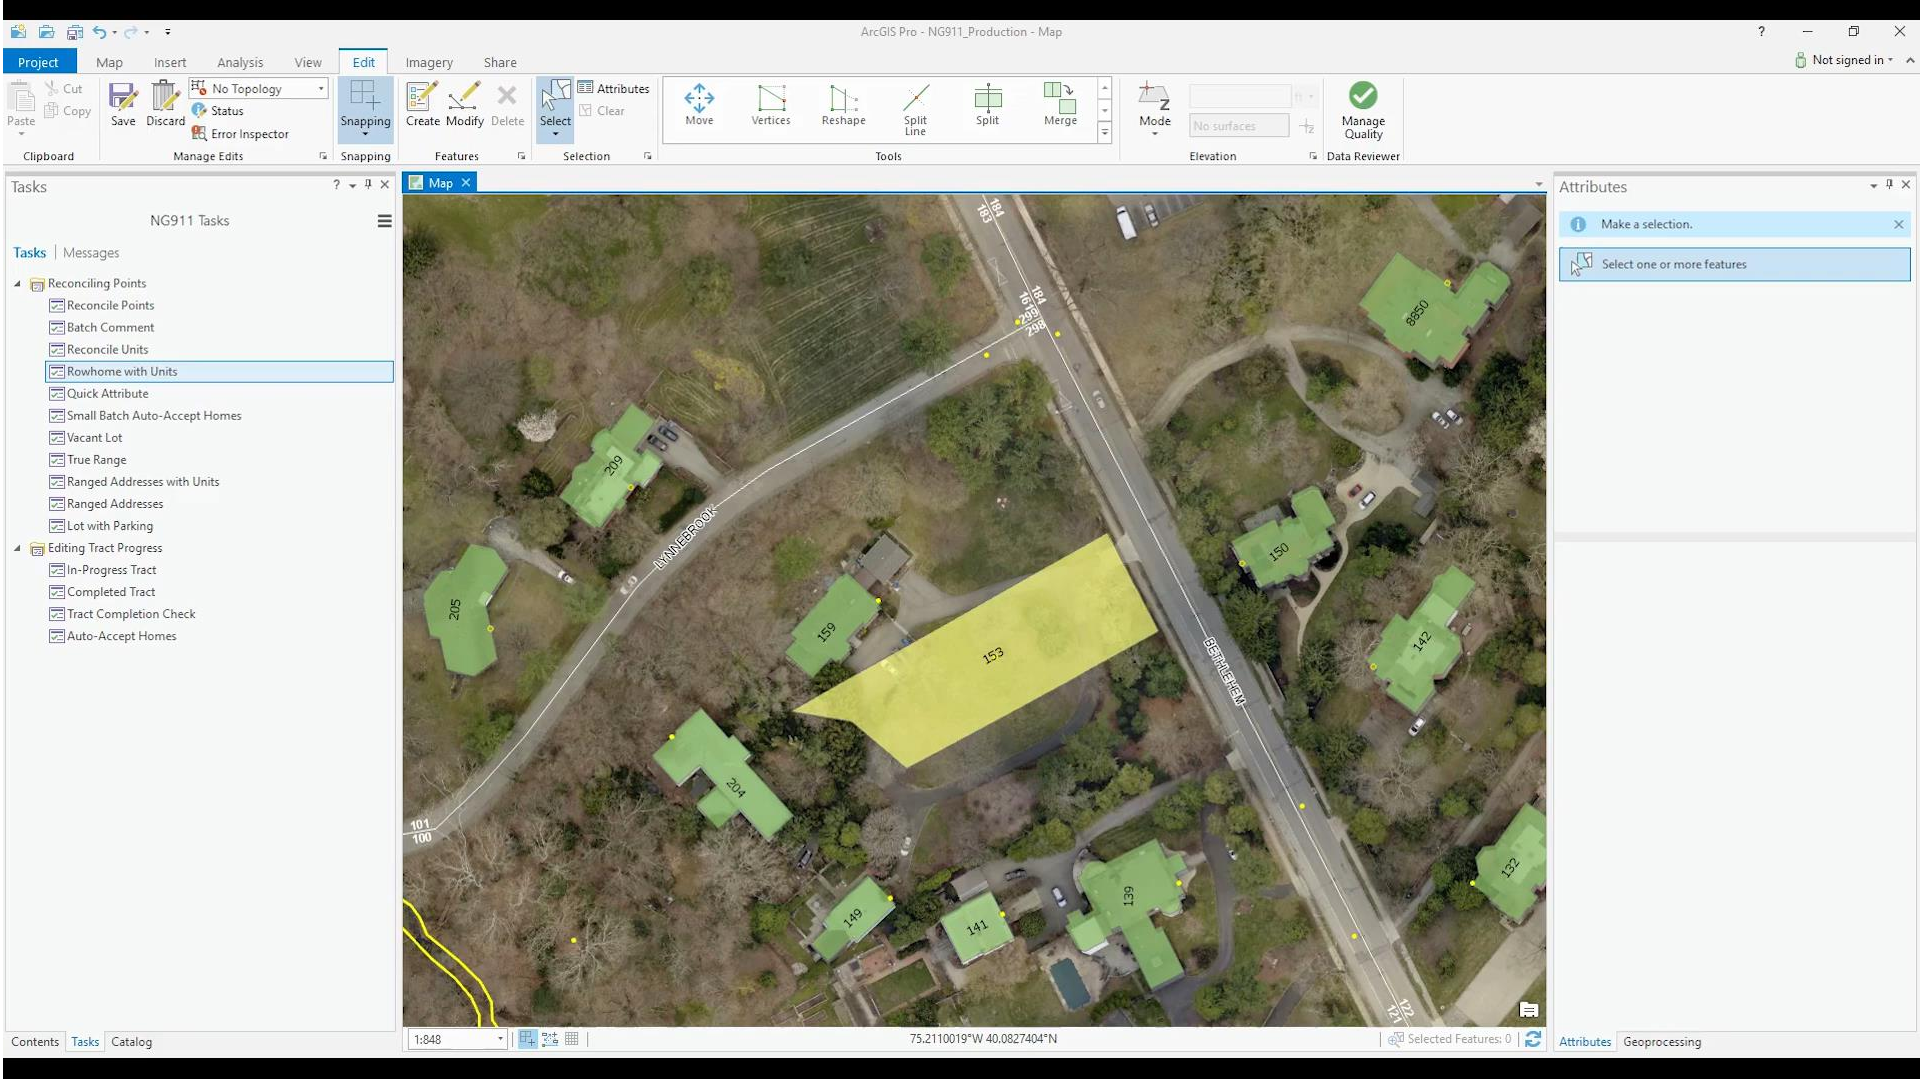 ArcGIS Pro - NG911_Production - Map
?
Project
Map
Insert
Analysis
View
Edit
Imagery
Share
Not signed in
Paste
Cut
Copy
Clipboard
Save
Discard
No Topology
Status
Error Inspector
Manage Edits
Snapping
Snapping
Create
Modify
Delete
Features
Select
Attributes
Clear
Selection
Move
Vertices
Reshape
Split
Line
Split
Merge
Tools
Z
Mode
ft
No surfaces
Elevation
Manage
Quality
Data Reviewer
Tasks
?
NG911 Tasks
Tasks
Messages
Reconciling Points
Reconcile Points
Batch Comment
Reconcile Units
Rowhome with Units
Quick Attribute
Small Batch Auto-Accept Homes
Vacant Lot
True Range
Ranged Addresses with Units
Ranged Addresses
Lot with Parking
Editing Tract Progress
In-Progress Tract
Completed Tract
Tract Completion Check
Auto-Accept Homes
Contents
Tasks
Catalog
Map
184
183
184
161
299
298
8850
209
LYNNEBROOK
205
159
153
150
142
BETHLEHEM
204
101
100
149
141
139
132
122
121
1:848
75.2110019°W 40.0827404°N
Selected Features: 0
Attributes
Make a selection.
Select one or more features
Attributes
Geoprocessing